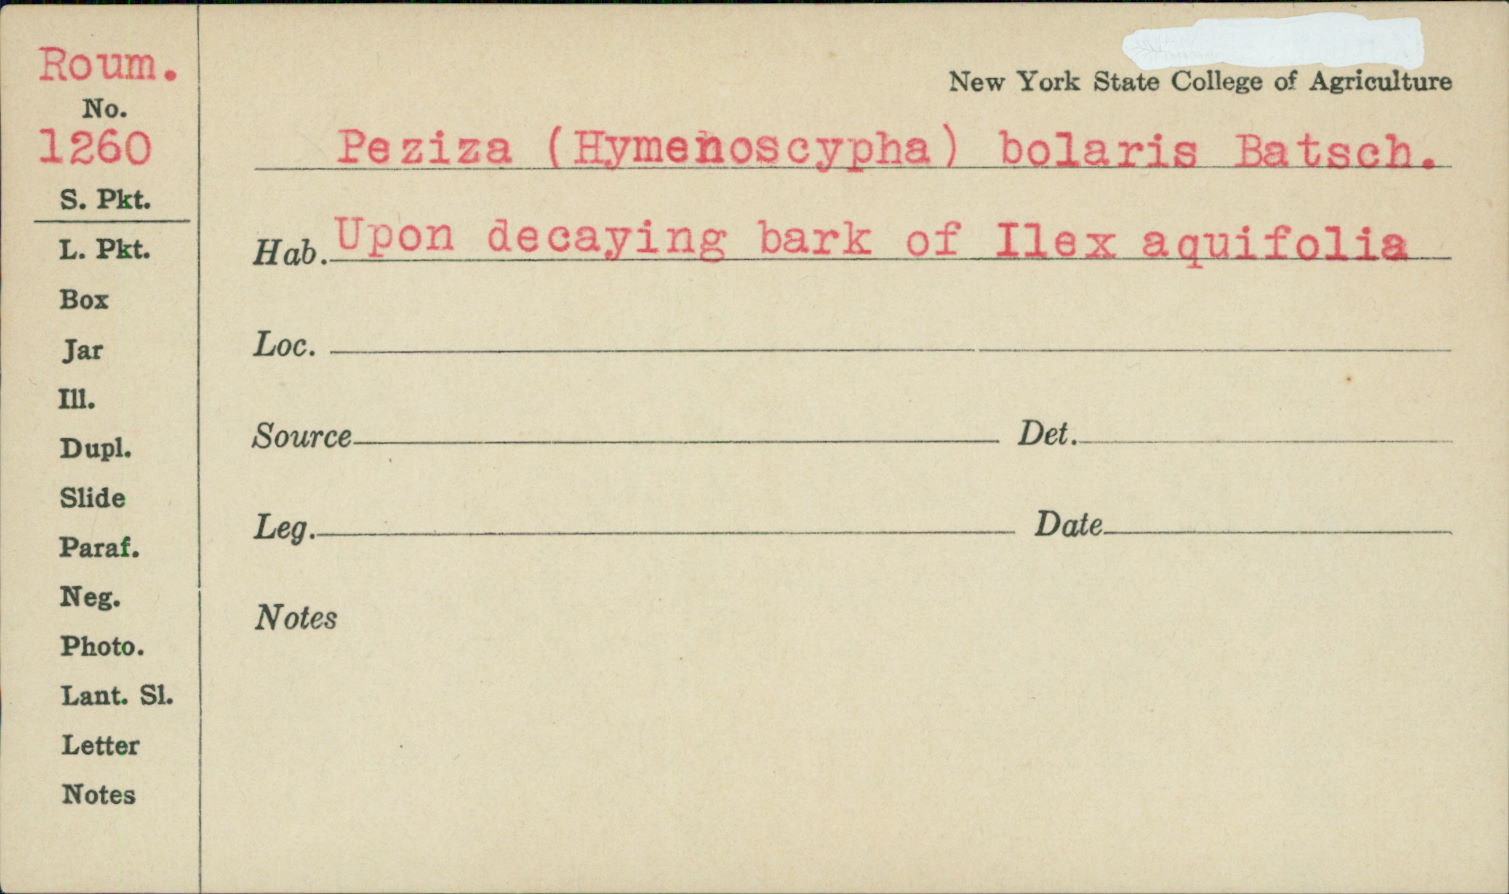 Roum.
No.
1260
S. Pkt.
L. Pkt.
Box
Jar
Ill.
Dupl.
Slide
Paraf.
Neg.
Photo.
Lant. Sl.
Letter
Notes
New York State College of Agriculture
Peziza (Hymenoscypha) bolaris Batsch.
Hab. Upon decaying bark of Ilex aquifolia
Loc.
Source Det.
Leg. Date
Notes